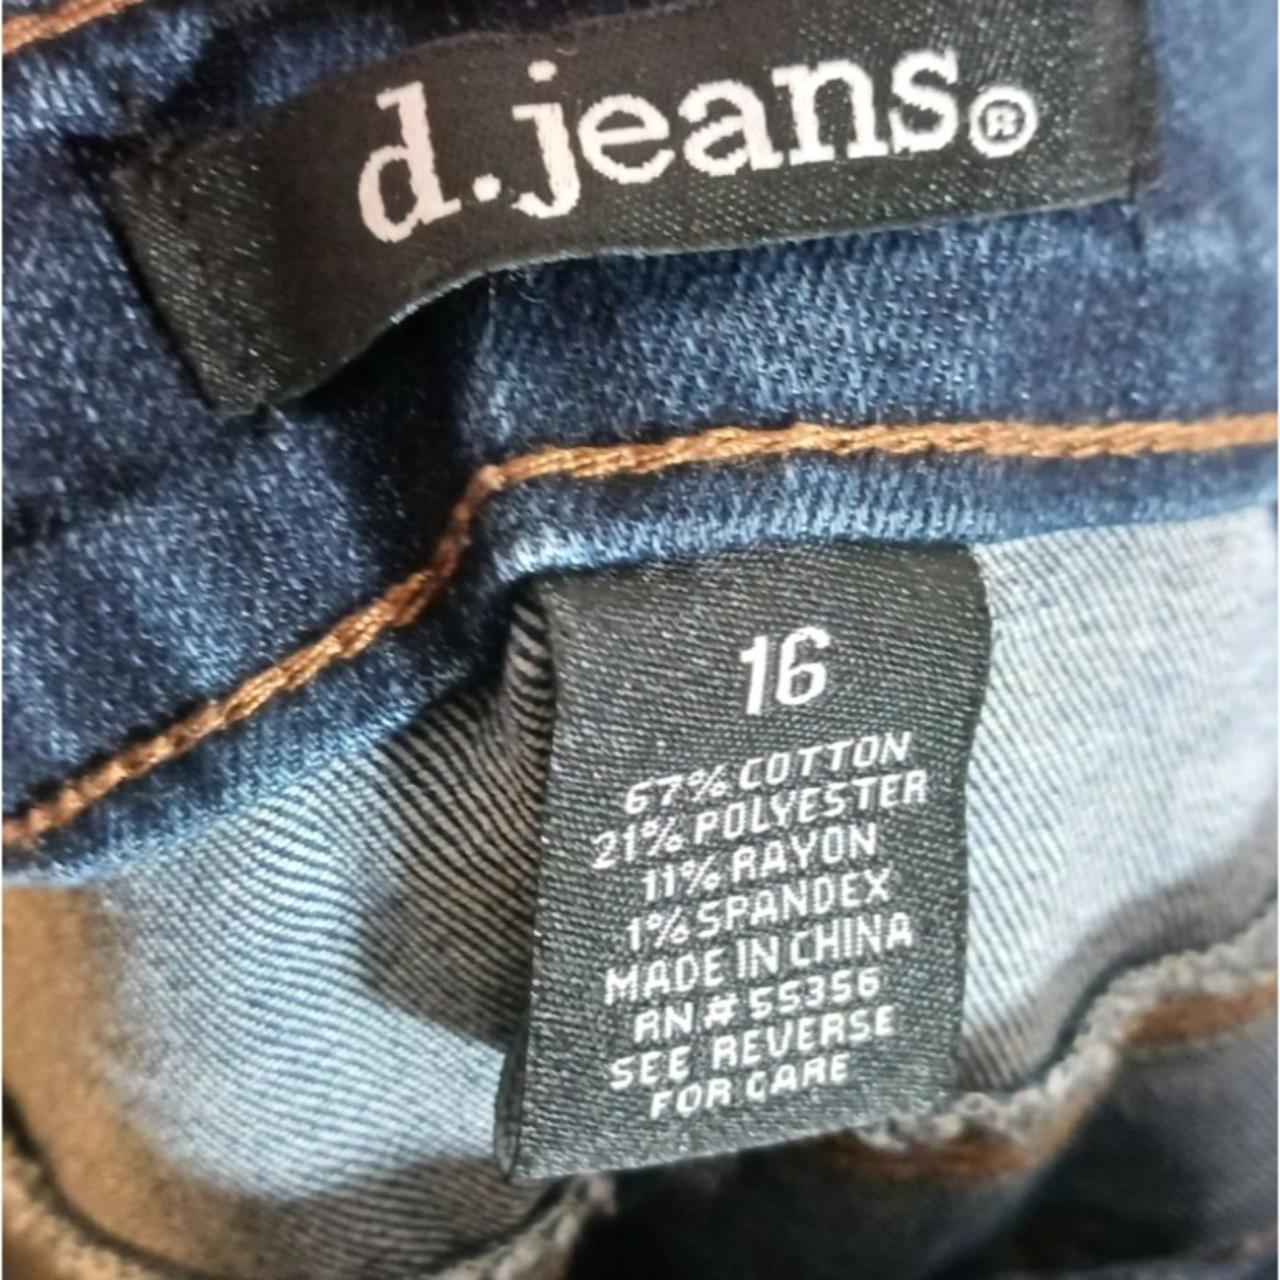 d.jeans®
16
67% COTTON
21% POLYESTER
11% RAYON
1% SPANDEX
MADE IN CHINA
RN # 55356
SEE REVERSE
FOR CARE